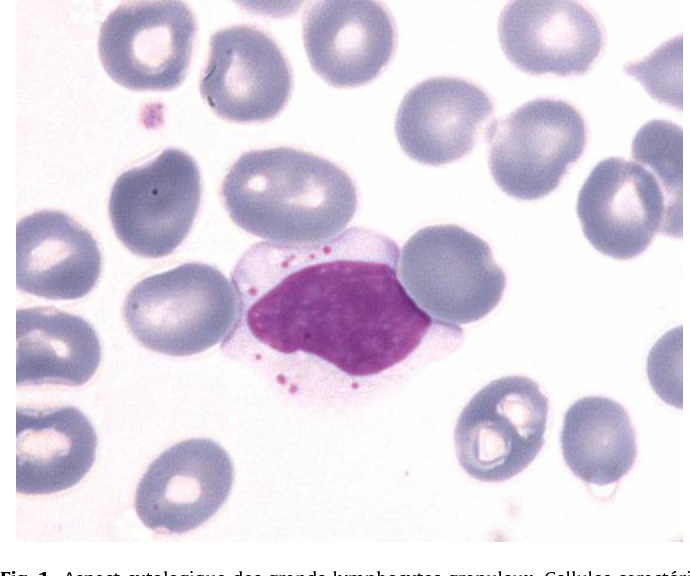 Fig. 1. Aspect cytologique des grands lymphocytes granuleux. Cellules